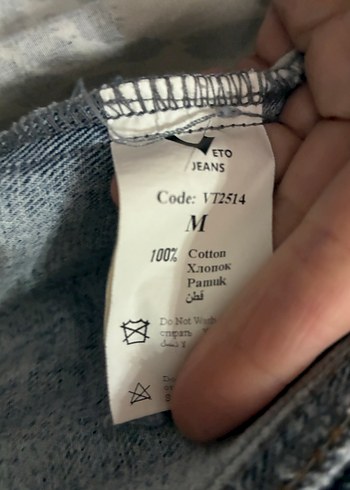 ETO
JEANS
Code: VT2514
M
100% Cotton
Хлопок
Pamuk
قطن
Do Not Wash